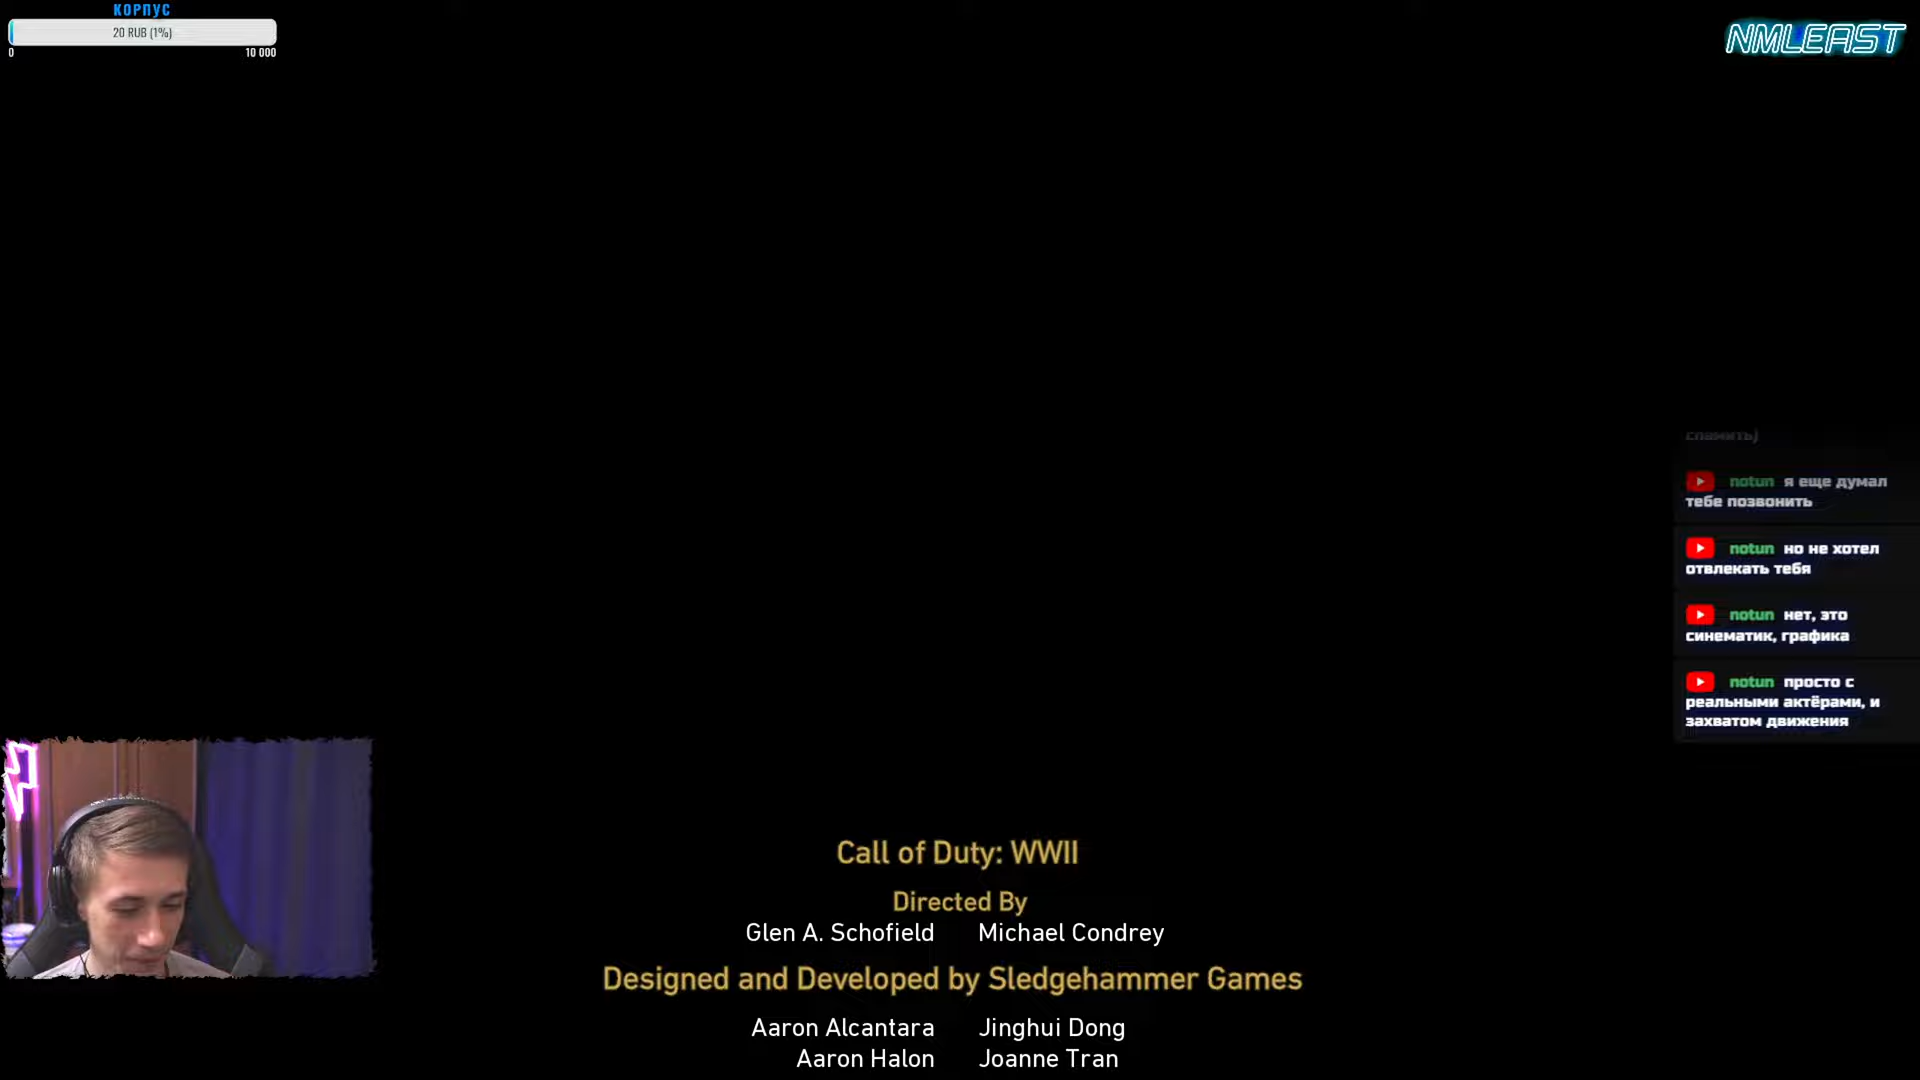 КОРПУС
20 RUB (1%)
0 10 000
NMLEAST
спамить)
notun я еще думал
тебе позвонить
notun но не хотел
отвлекать тебя
notun нет, это
синематик, графика
notun просто с
реальными актёрами, и
захватом движения
Call of Duty: WWII
Directed By
Glen A. Schofield Michael Condrey
Designed and Developed by Sledgehammer Games
Aaron Alcantara Jinghui Dong
Aaron Halon Joanne Tran